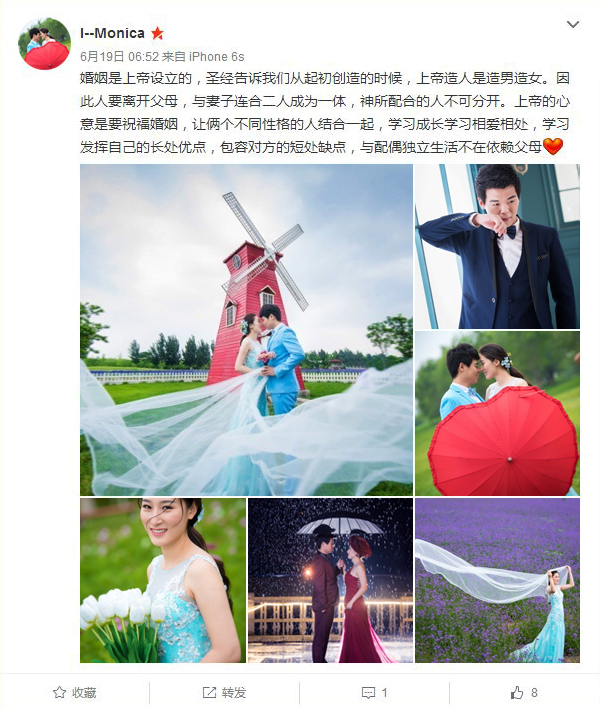 I--Monica
6月19日 06:52 来自 iPhone 6s
婚姻是上帝设立的，圣经告诉我们从起初创造的时候，上帝造人是造男造女。因
此人要离开父母，与妻子连合二人成为一体，神所配合的人不可分开。上帝的心
意是要祝福婚姻，让两个不同性格的人结合一起，学习成长学习相爱相处，学习
发挥自己的长处优点，包容对方的短处缺点，与配偶独立生活不在依赖父母
收藏
转发
1
8